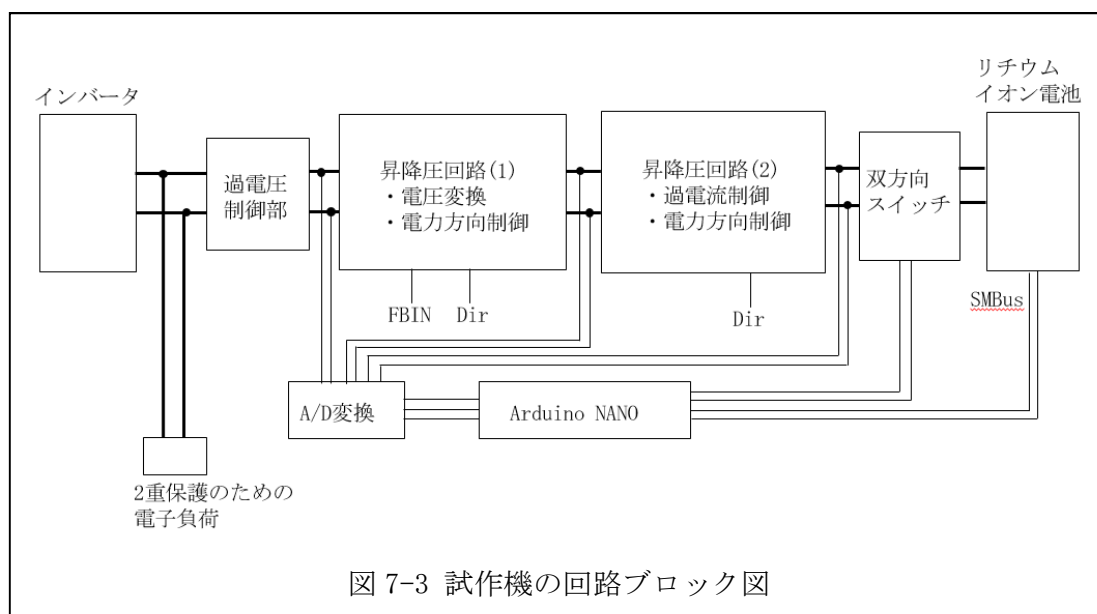 インバータ
リチウム
イオン電池
過電圧
制御部
昇降圧回路(1)
・電圧変換
・電力方向制御
昇降圧回路(2)
・過電流制御
・電力方向制御
双方向
スイッチ
FBIN
Dir
Dir
SMBus
A/D変換
Arduino NANO
2重保護のための
電子負荷
図 7-3 試作機の回路ブロック図